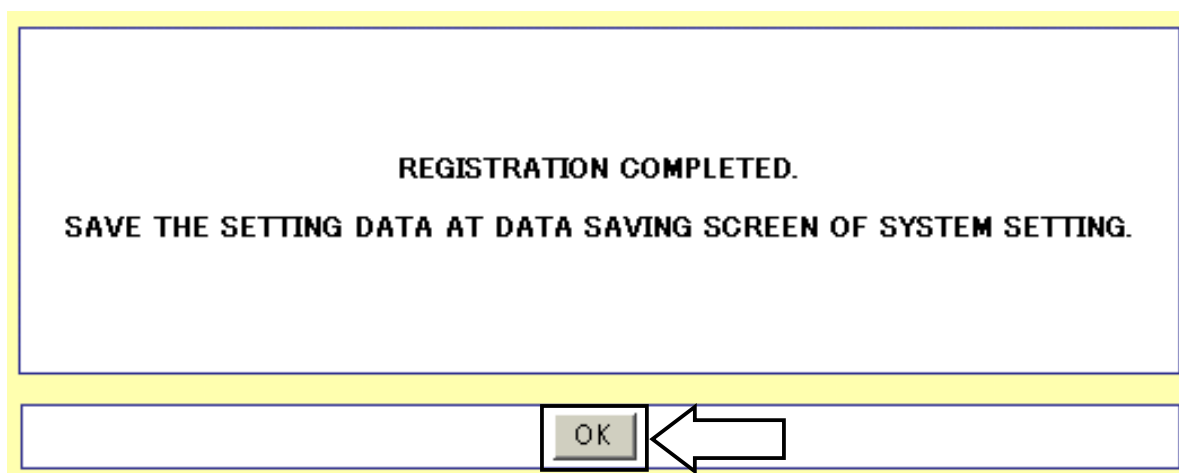 REGISTRATION COMPLETED.
SAVE THE SETTING DATA AT DATA SAVING SCREEN OF SYSTEM SETTING.
OK